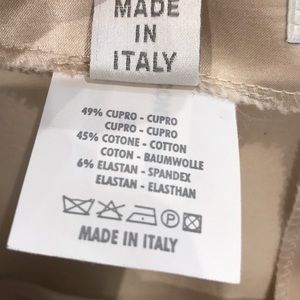 MADE
IN
ITALY
49% CUPRO - CUPRO
CUPRO - CUPRO
45% COTONE - COTTON
COTON - BAUMWOLLE
6% ELASTAN - SPANDEX
ELASTAN - ELASTHAN
P
MADE IN ITALY